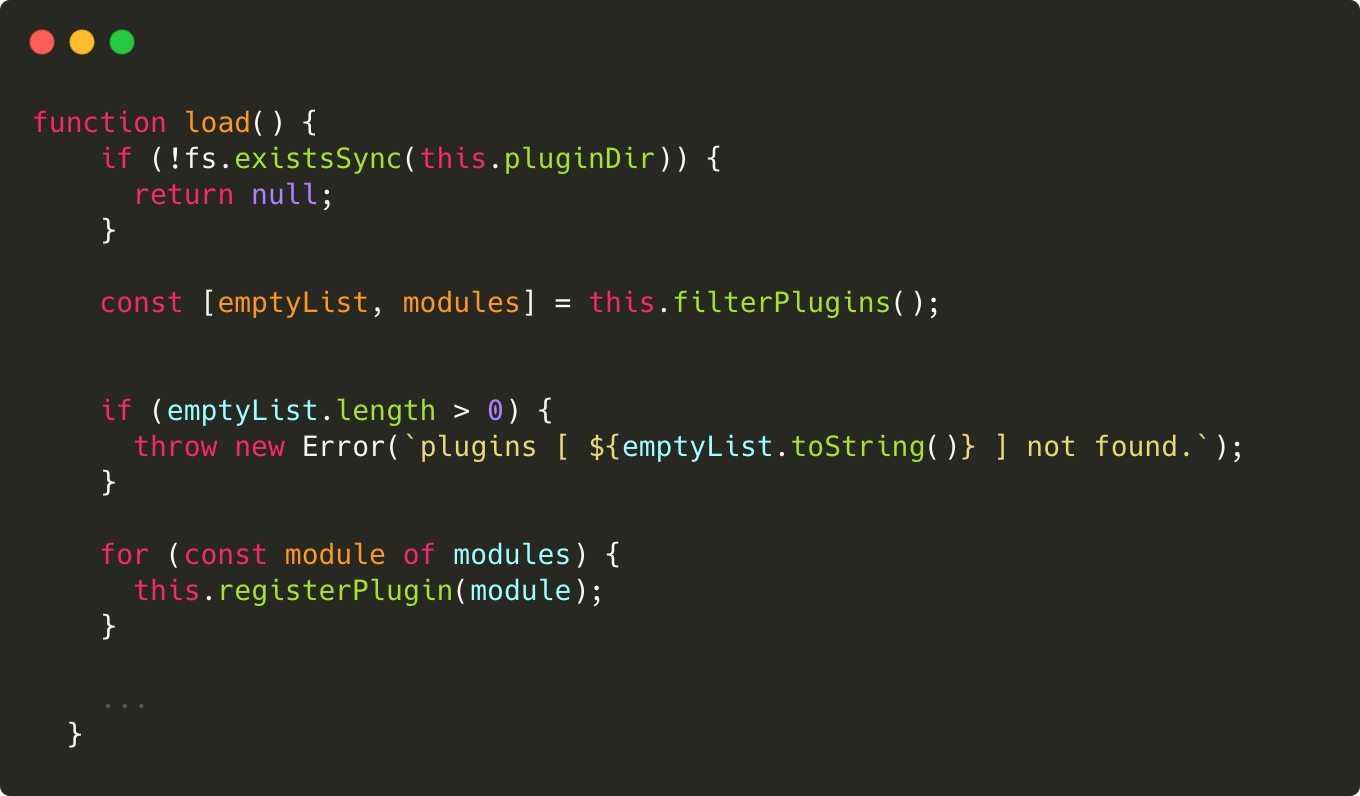 function load() {
    if (!fs.existsSync(this.pluginDir)) {
      return null;
    }
    const [emptyList, modules] = this.filterPlugins();
    if (emptyList.length > 0) {
      throw new Error(`plugins [ ${emptyList.toString()} ] not found.`);
    }
    for (const module of modules) {
      this.registerPlugin(module);
    }
    ...
  }